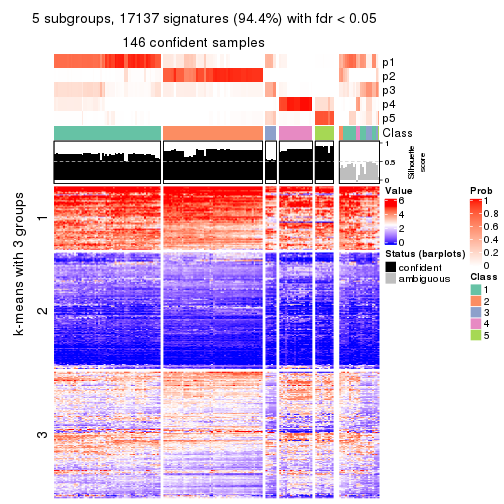 5 subgroups, 17137 signatures (94.4%) with fdr < 0.05
146 confident samples
p1
p2
p3
p4
p5
Class
1
0.5
0
Silhouette
score
k-means with 3 groups
1
2
3
Value
6
4
2
0
Status (barplots)
confident
ambiguous
Prob
1
0.8
0.6
0.4
0.2
0
Class
1
2
3
4
5